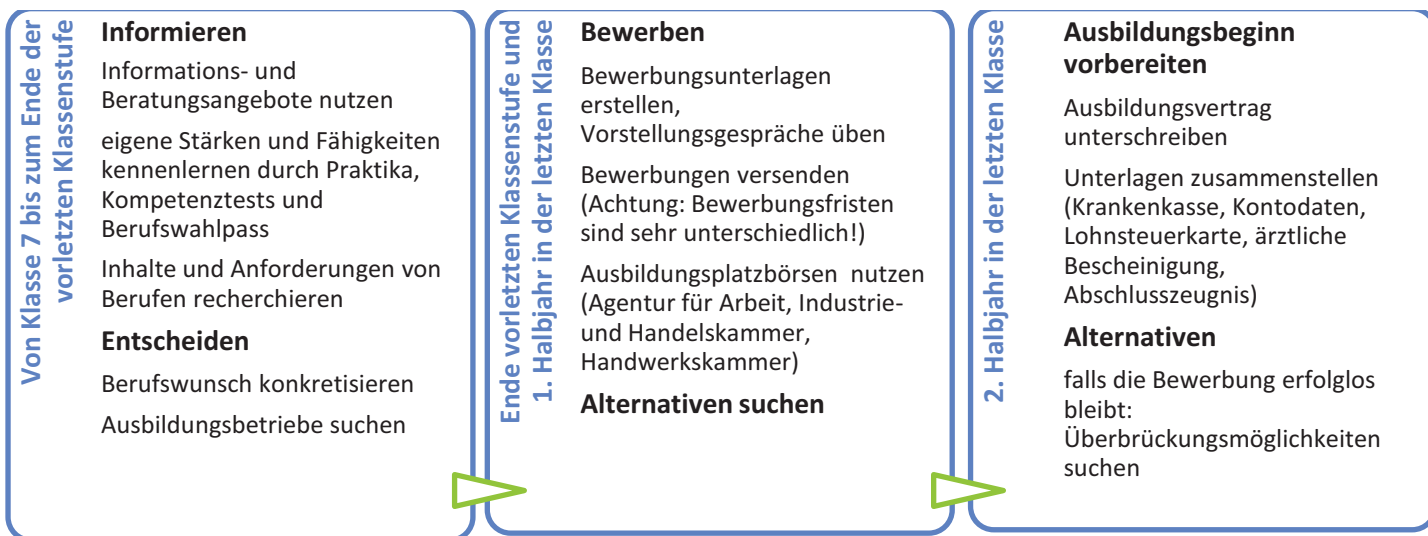 Von Klasse 7 bis zum Ende der
vorletzten Klassenstufe
Informieren
Informations- und
Beratungsangebote nutzen
eigene Stärken und Fähigkeiten
kennenlernen durch Praktika,
Kompetenztests und
Berufswahlpass
Inhalte und Anforderungen von
Berufen recherchieren
Entscheiden
Berufswunsch konkretisieren
Ausbildungsbetriebe suchen
Ende vorletzten Klassenstufe und
1. Halbjahr in der letzten Klasse
Bewerben
Bewerbungsunterlagen
erstellen,
Vorstellungsgespräche üben
Bewerbungen versenden
(Achtung: Bewerbungsfristen
sind sehr unterschiedlich!)
Ausbildungsplatzbörsen nutzen
(Agentur für Arbeit, Industrie-
und Handelskammer,
Handwerkskammer)
Alternativen suchen
2. Halbjahr in der letzten Klasse
Ausbildungsbeginn
vorbereiten
Ausbildungsvertrag
unterschreiben
Unterlagen zusammenstellen
(Krankenkasse, Kontodaten,
Lohnsteuerkarte, ärztliche
Bescheinigung,
Abschlusszeugnis)
Alternativen
falls die Bewerbung erfolglos
bleibt:
Überbrückungsmöglichkeiten
suchen